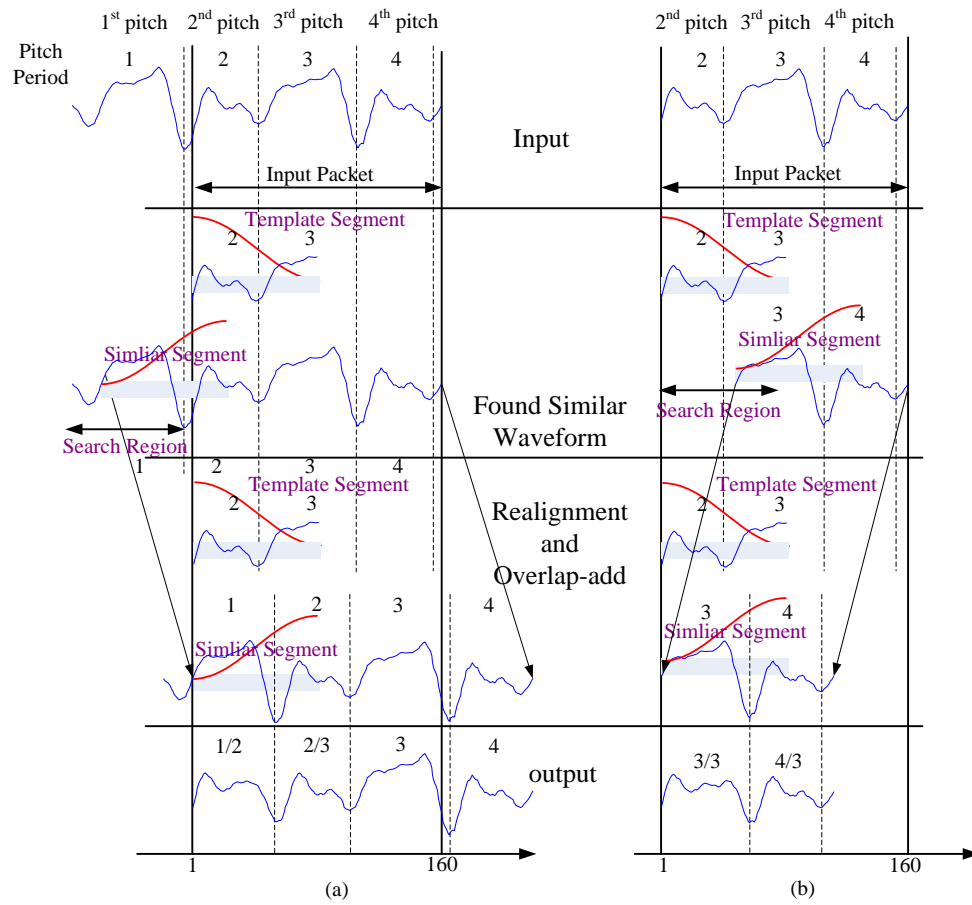 1st pitch 2nd pitch 3rd pitch 4th pitch 2nd pitch 3rd pitch 4th pitch
Pitch Period
1 2 3 4 2 3 4
Input
Input Packet Input Packet
Template Segment Template Segment
2 3 2 3
3 4
Simliar Segment Simliar Segment
Search Region Search Region
Found Similar
Waveform
1 2 3 4
Template Segment Template Segment
2 3 2 3
Realignment
and
Overlap-add
1 2 3 4 3 4
Simliar Segment Simliar Segment
1/2 2/3 3 4 3/3 4/3
output
1 160 1 160
(a) (b)